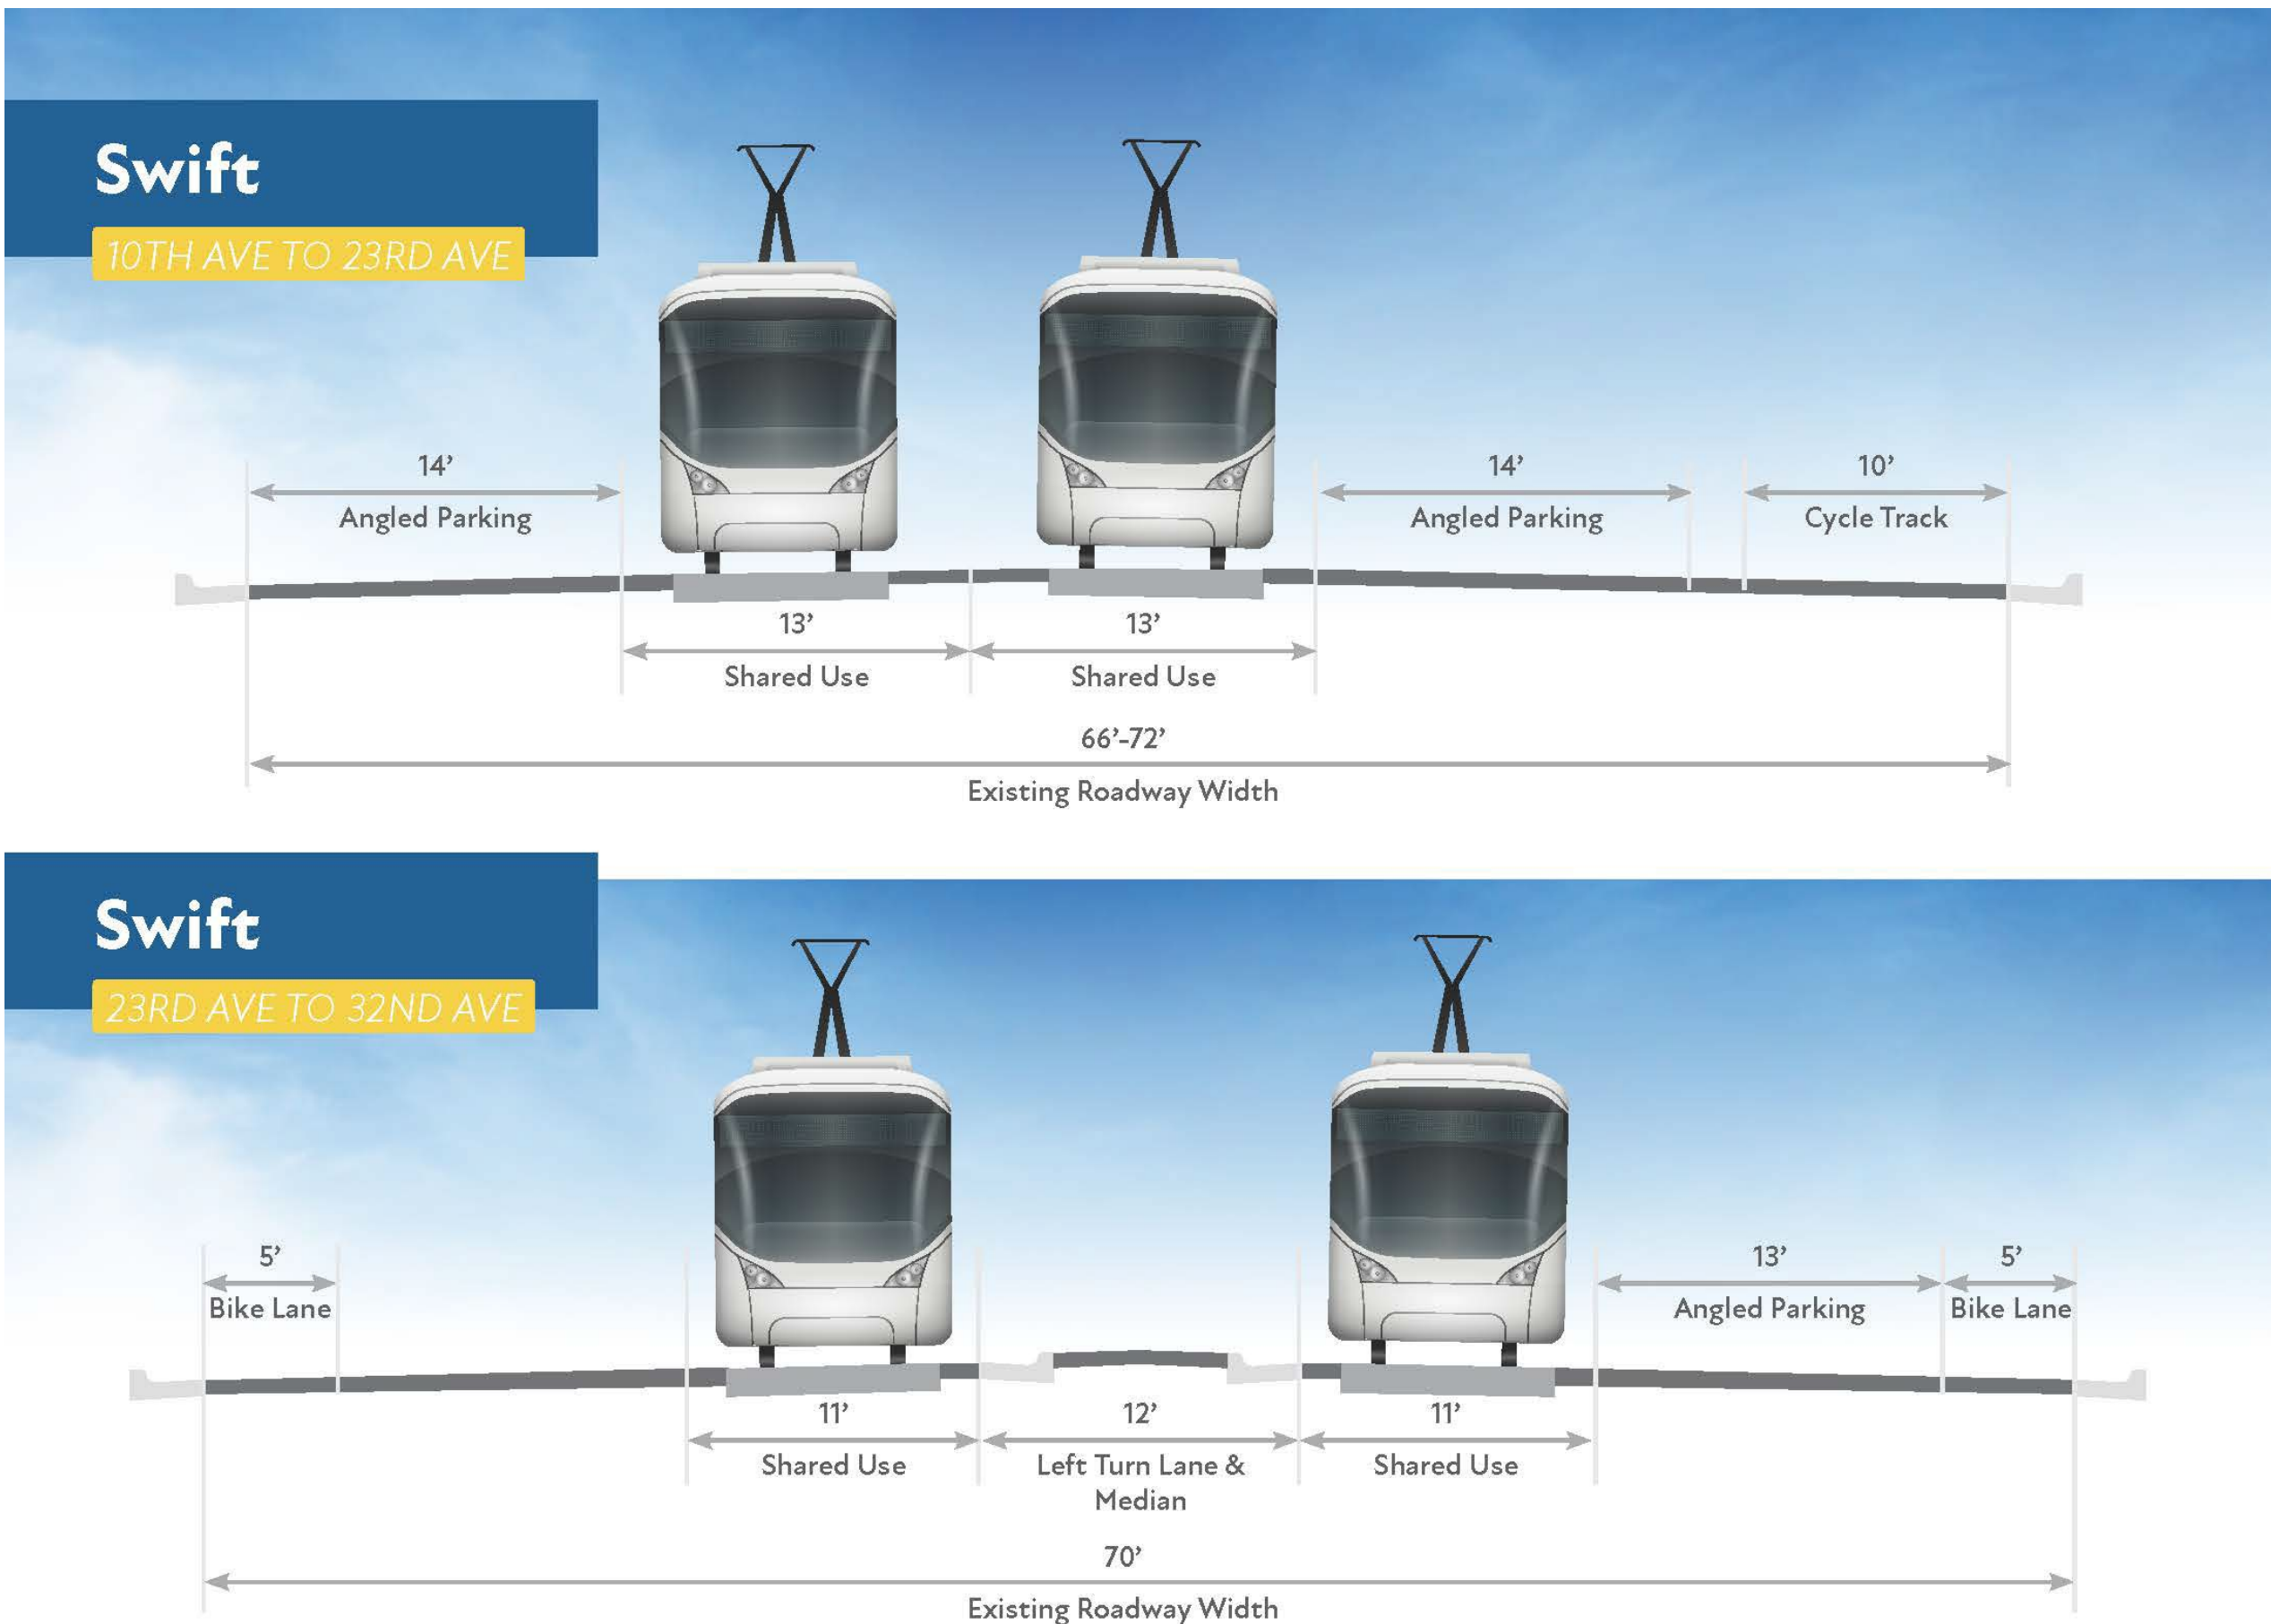 Swift
10TH AVE TO 23RD AVE
14’
Angled Parking
14’
Angled Parking
10’
Cycle Track
13’
Shared Use
13’
Shared Use
66’-72’
Existing Roadway Width
Swift
23RD AVE TO 32ND AVE
5’
Bike Lane
13’
Angled Parking
5’
Bike Lane
11’
Shared Use
12’
Left Turn Lane &
Median
11’
Shared Use
70’
Existing Roadway Width